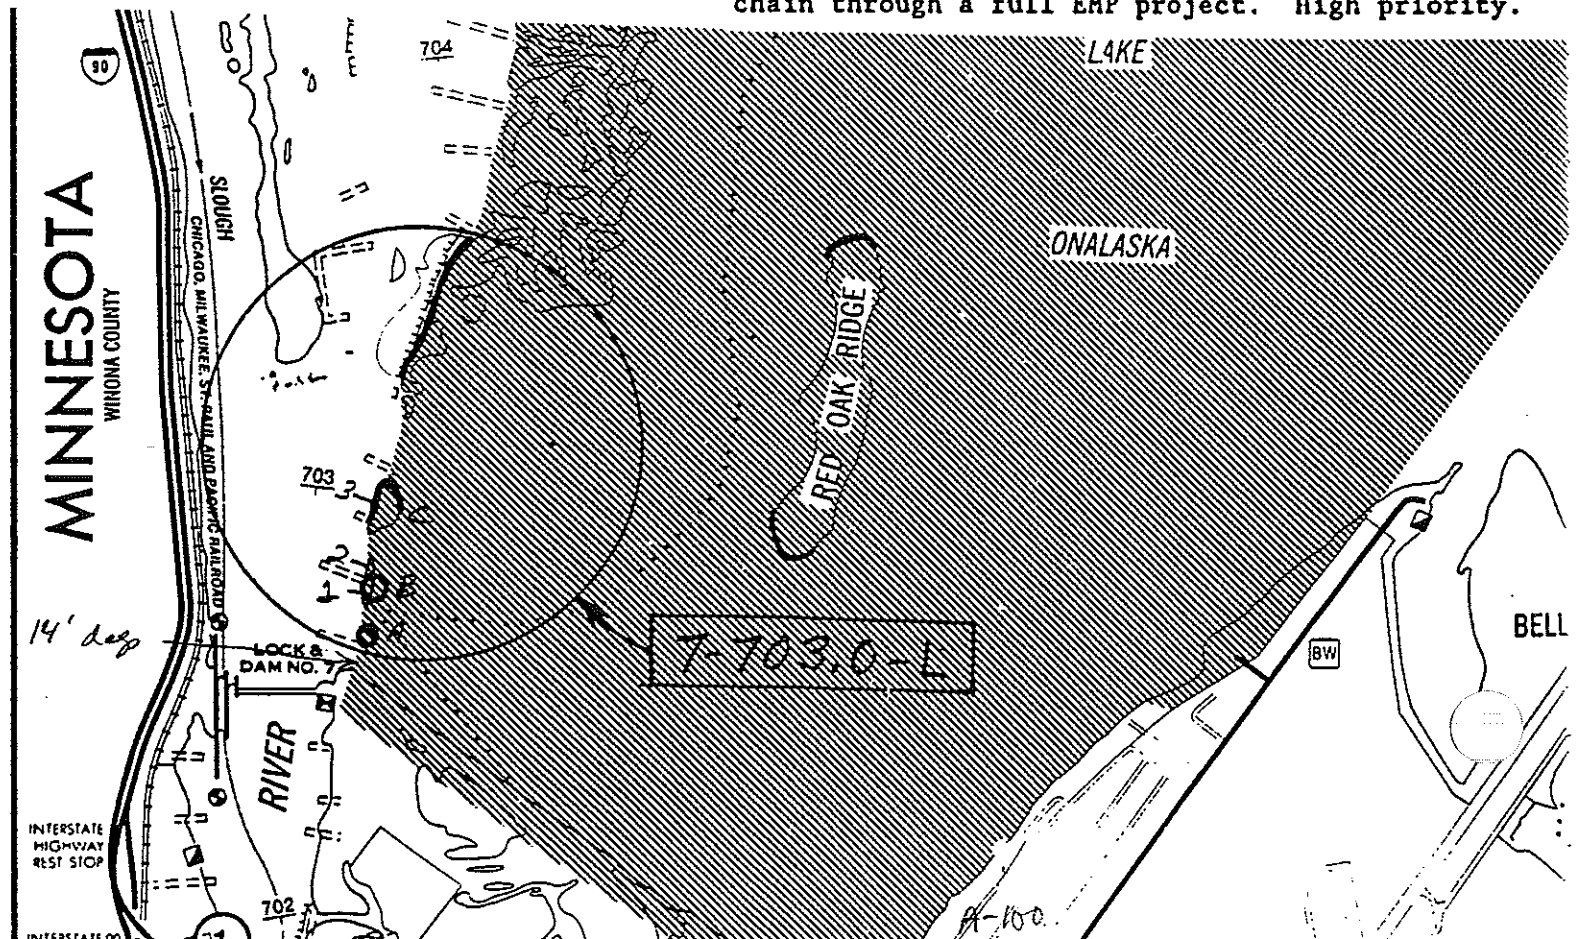 chain through a full EMP project. High priority.
90
704
LAKE
SLOUGH
MINNESOTA
WINONA COUNTY
CHICAGO, MILWAUKEE, ST. PAUL AND PACIFIC RAILROAD
ONALASKA
RED OAK RIDGE
703
3
2
1
B
A
14' deep
LOCK &
DAM NO. 7
7-703.0-L
BW
BELL
RIVER
INTERSTATE
HIGHWAY
REST STOP
702
A-100